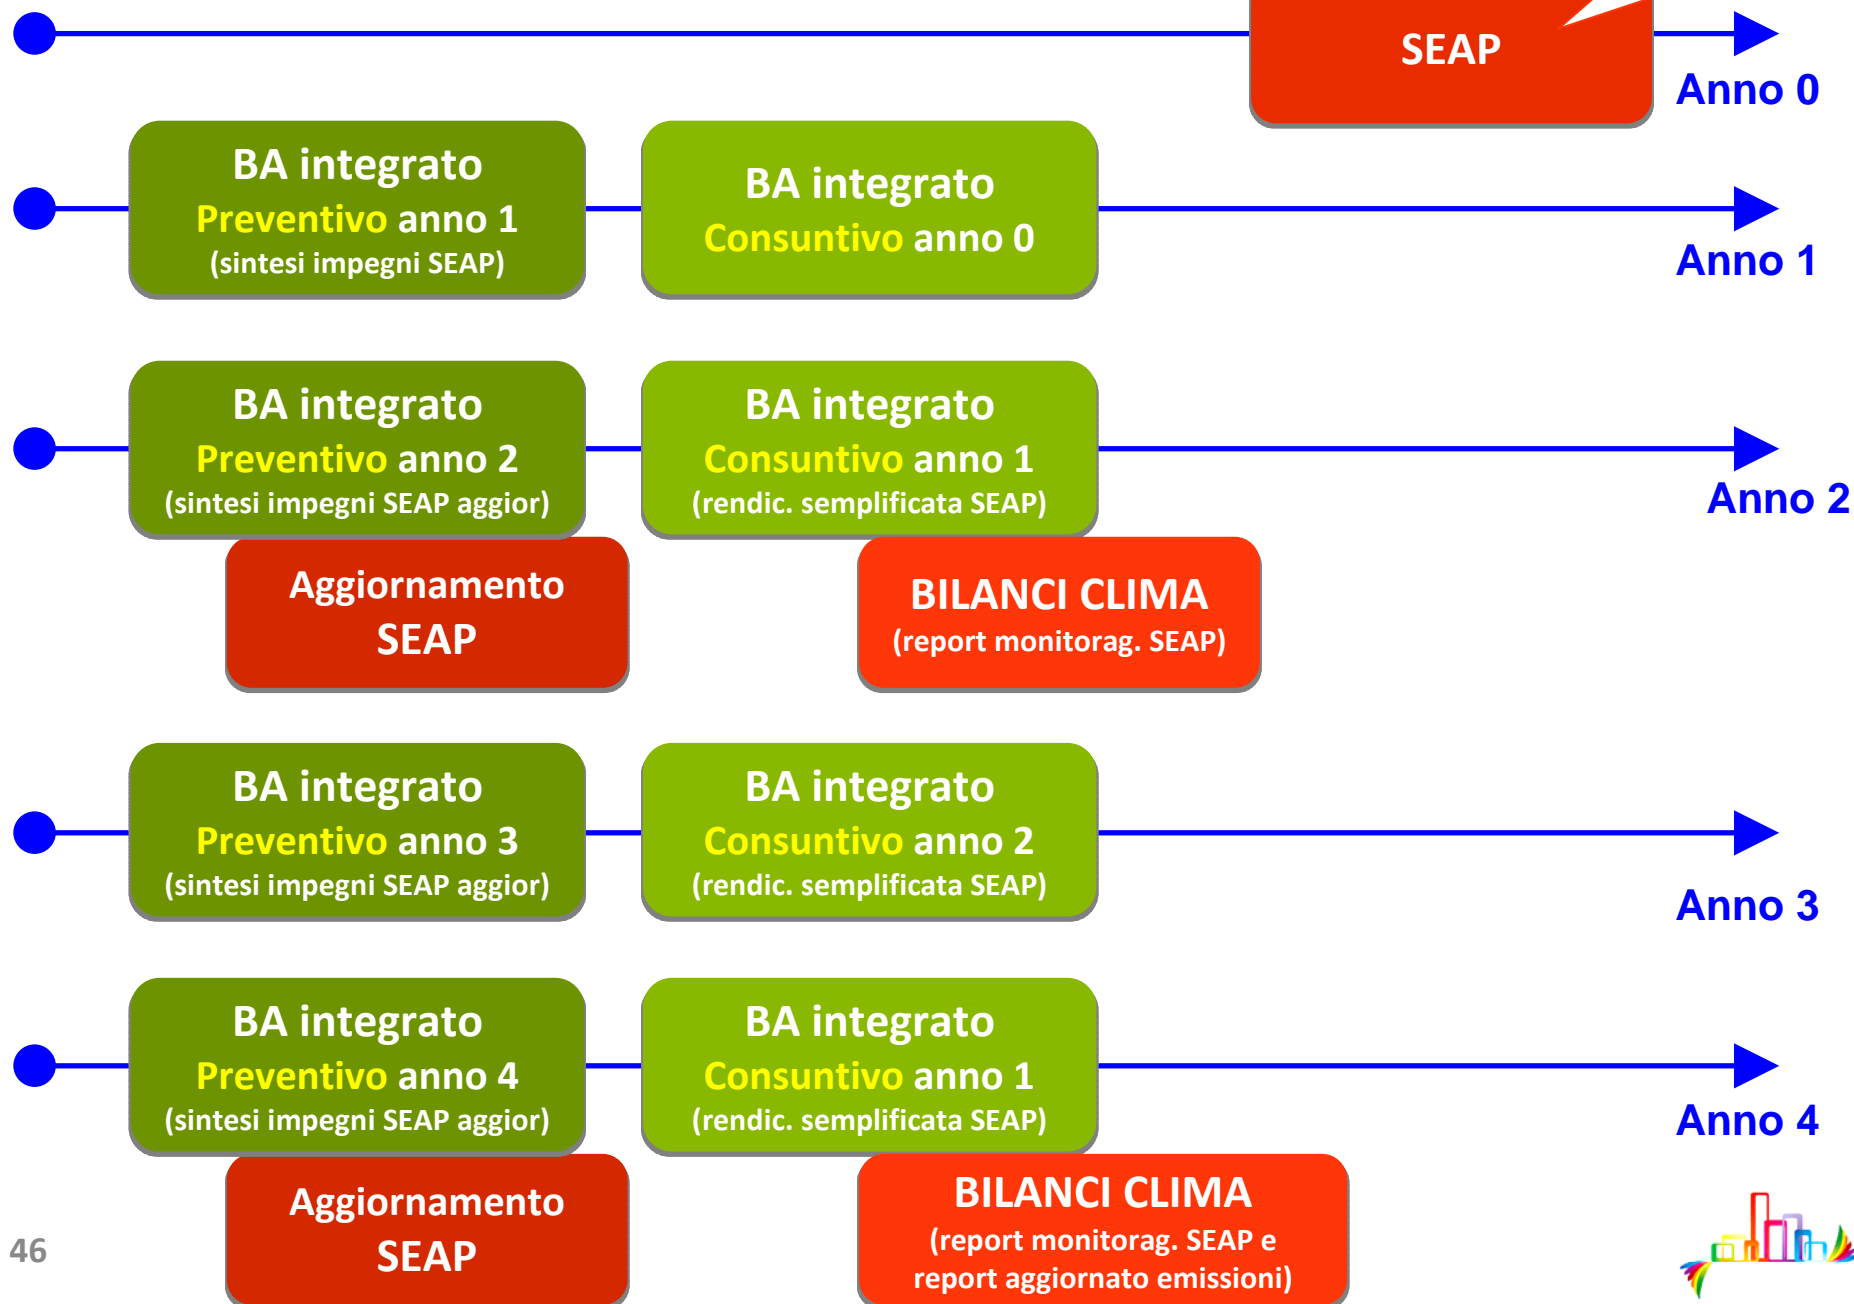 SEAP
Anno 0
BA integrato
Preventivo anno 1
(sintesi impegni SEAP)
BA integrato
Consuntivo anno 0
Anno 1
BA integrato
Preventivo anno 2
(sintesi impegni SEAP aggior)
BA integrato
Consuntivo anno 1
(rendic. semplificata SEAP)
Anno 2
Aggiornamento
SEAP
BILANCI CLIMA
(report monitorag. SEAP)
BA integrato
Preventivo anno 3
(sintesi impegni SEAP aggior)
BA integrato
Consuntivo anno 2
(rendic. semplificata SEAP)
Anno 3
BA integrato
Preventivo anno 4
(sintesi impegni SEAP aggior)
BA integrato
Consuntivo anno 1
(rendic. semplificata SEAP)
Anno 4
Aggiornamento
SEAP
BILANCI CLIMA
(report monitorag. SEAP e
report aggiornato emissioni)
46